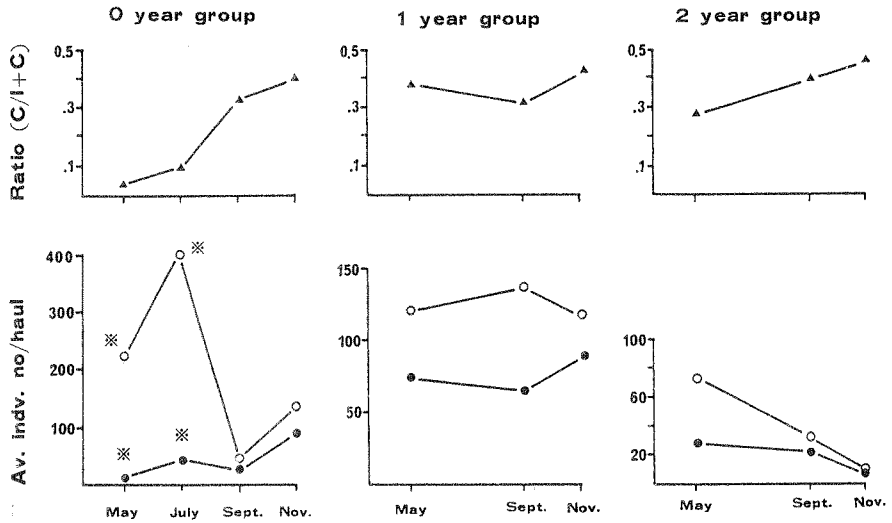 0 year group
1 year group
2 year group
Ratio (C/I+C)
0.5
.3
.1
0.5
.3
.1
0.5
.3
.1
Av. indv. no/haul
400
300
200
100
※
※
※
※
150
100
50
100
60
20
May July Sept. Nov.
May Sept. Nov.
May Sept. Nov.